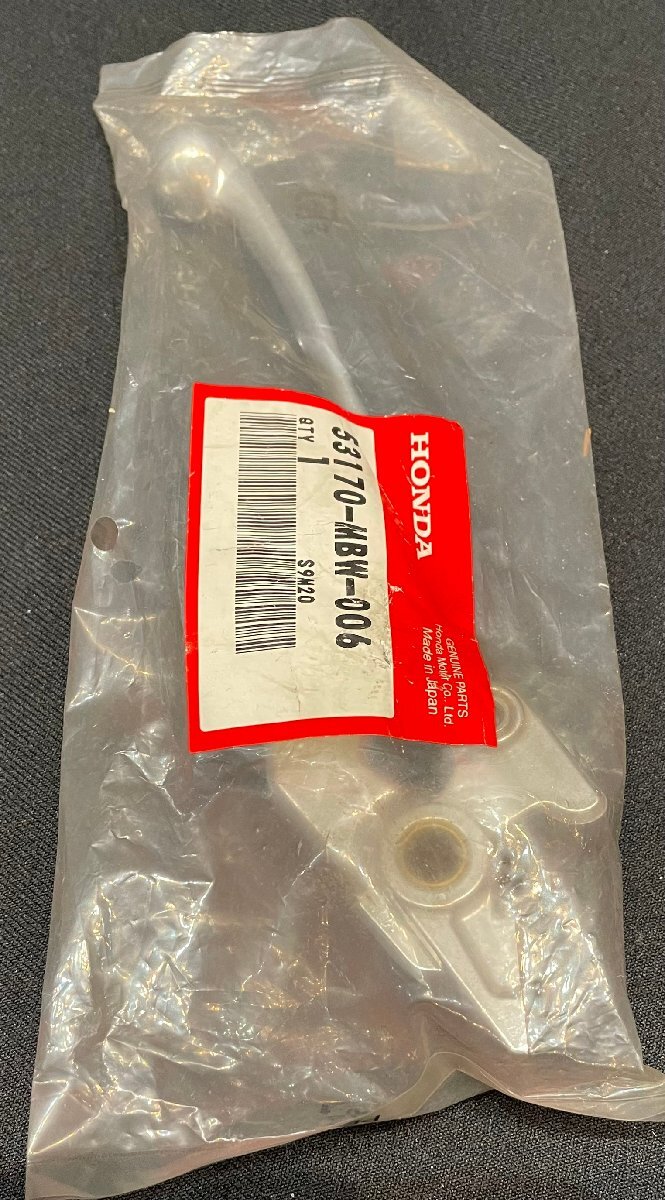 HONDA
GENUINE PARTS
Honda Motor Co., Ltd.
Made in Japan
53170-MBW-006
QTY 1 S9M20